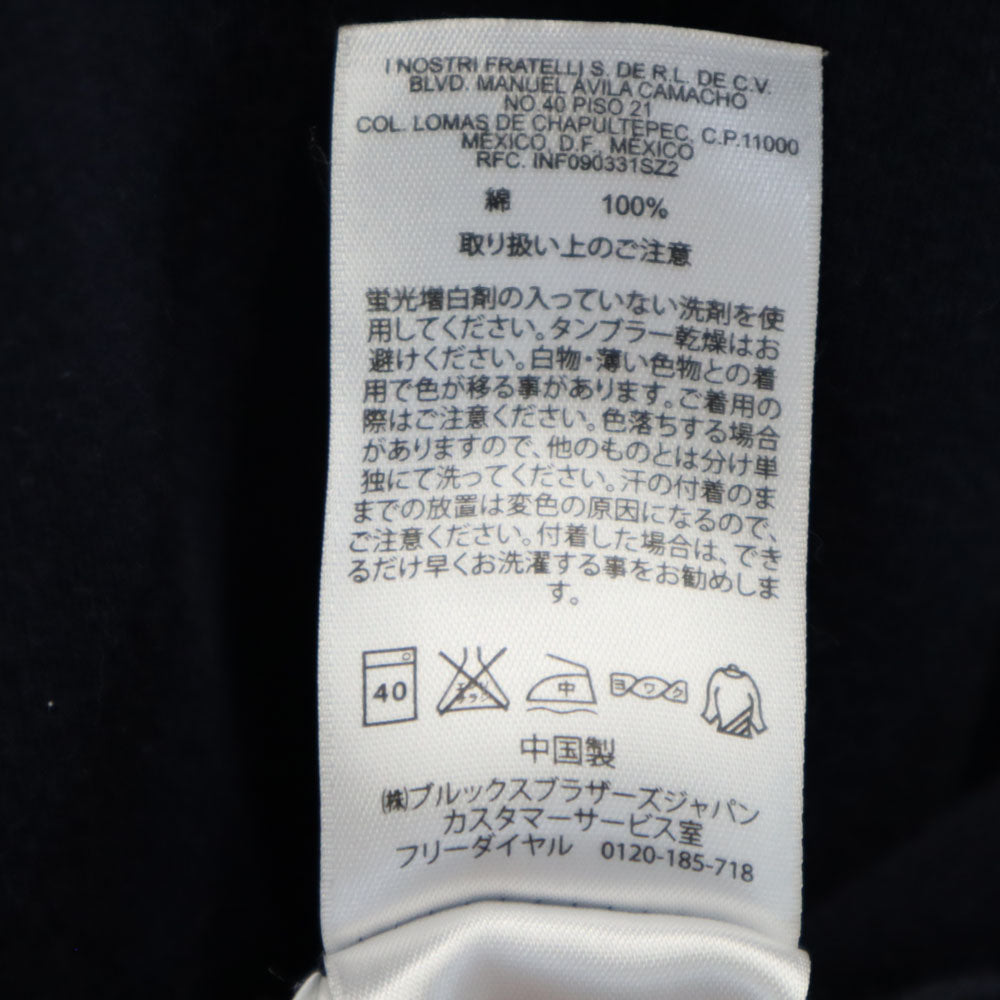 I NOSTRI FRATELLI S. DE R.L. DE C.V.
BLVD. MANUEL ÁVILA CAMACHO
NO.40 PISO 21
COL. LOMAS DE CHAPULTEPEC, C.P.11000
MÉXICO, D.F., MÉXICO
RFC. INF090331SZ2
綿 100%
取り扱い上のご注意
蛍光増白剤の入っていない洗剤を使
用してください。タンブラー乾燥はお
避けください。白物・薄い色物との着
用で色が移る事があります。ご着用の
際はご注意ください。色落ちする場合
がありますので、他のものとは分け単
独にて洗ってください。汗の付着のま
までの放置は変色の原因になるので、
ご注意ください。付着した場合は、でき
るだけ早くお洗濯する事をお勧めしま
す。
40 エンソ サラシ 中 ヨワク
中国製
㈱ブルックスブラザーズジャパン
カスタマーサービス室
フリーダイヤル 0120-185-718